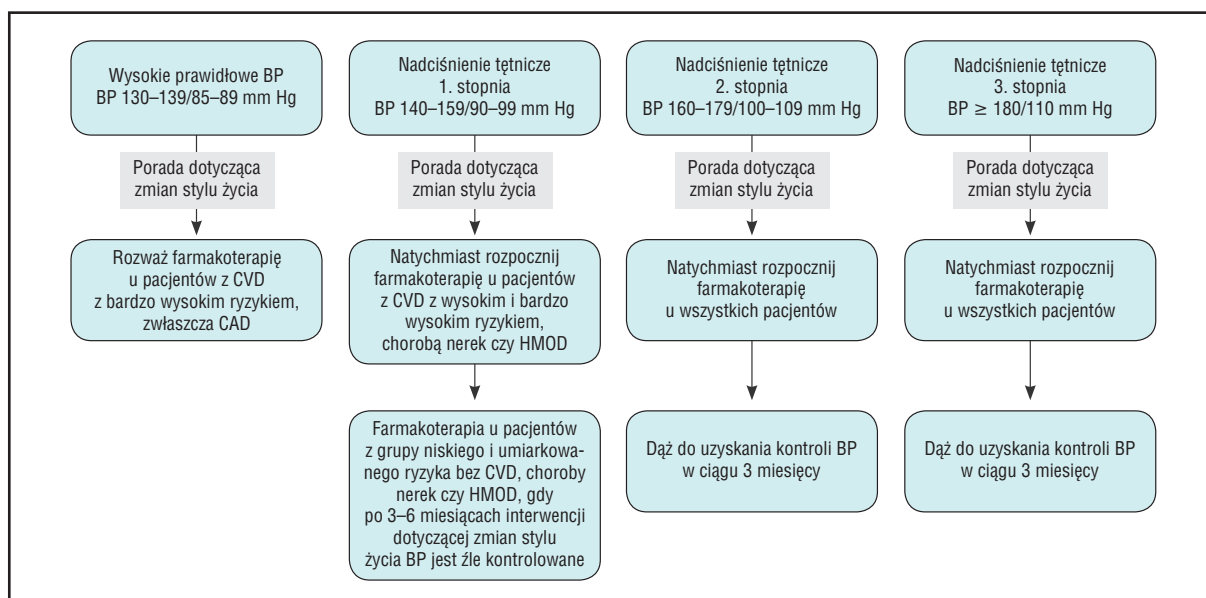 Wysokie prawidłowe BP
BP 130–139/85–89 mm Hg
Porada dotycząca
zmian stylu życia
Rozważ farmakoterapię
u pacjentów z CVD
z bardzo wysokim ryzykiem,
zwłaszcza CAD
Nadciśnienie tętnicze
1. stopnia
BP 140–159/90–99 mm Hg
Porada dotycząca
zmian stylu życia
Natychmiast rozpocznij
farmakoterapię u pacjentów
z CVD z wysokim i bardzo
wysokim ryzykiem,
chorobą nerek czy HMOD
Farmakoterapia u pacjentów
z grupy niskiego i umiarkowa-
nego ryzyka bez CVD, choroby
nerek czy HMOD, gdy
po 3–6 miesiącach interwencji
dotyczącej zmian stylu
życia BP jest źle kontrolowane
Nadciśnienie tętnicze
2. stopnia
BP 160–179/100–109 mm Hg
Porada dotycząca
zmian stylu życia
Natychmiast rozpocznij
farmakoterapię
u wszystkich pacjentów
Dąż do uzyskania kontroli BP
w ciągu 3 miesięcy
Nadciśnienie tętnicze
3. stopnia
BP ≥ 180/110 mm Hg
Porada dotycząca
zmian stylu życia
Natychmiast rozpocznij
farmakoterapię
u wszystkich pacjentów
Dąż do uzyskania kontroli BP
w ciągu 3 miesięcy